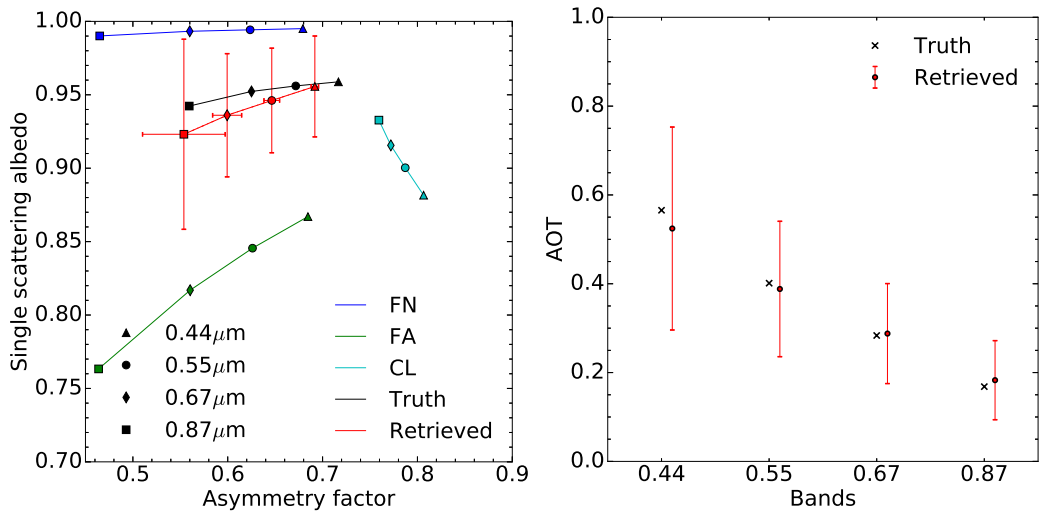 1.00
0.95
0.90
0.85
0.80
0.75
0.70
Single scattering albedo
0.5
0.6
0.7
0.8
0.9
Asymmetry factor
0.44μm
0.55μm
0.67μm
0.87μm
FN
FA
CL
Truth
Retrieved
1.0
0.8
0.6
0.4
0.2
0.0
AOT
0.44
0.55
0.67
0.87
Bands
Truth
Retrieved